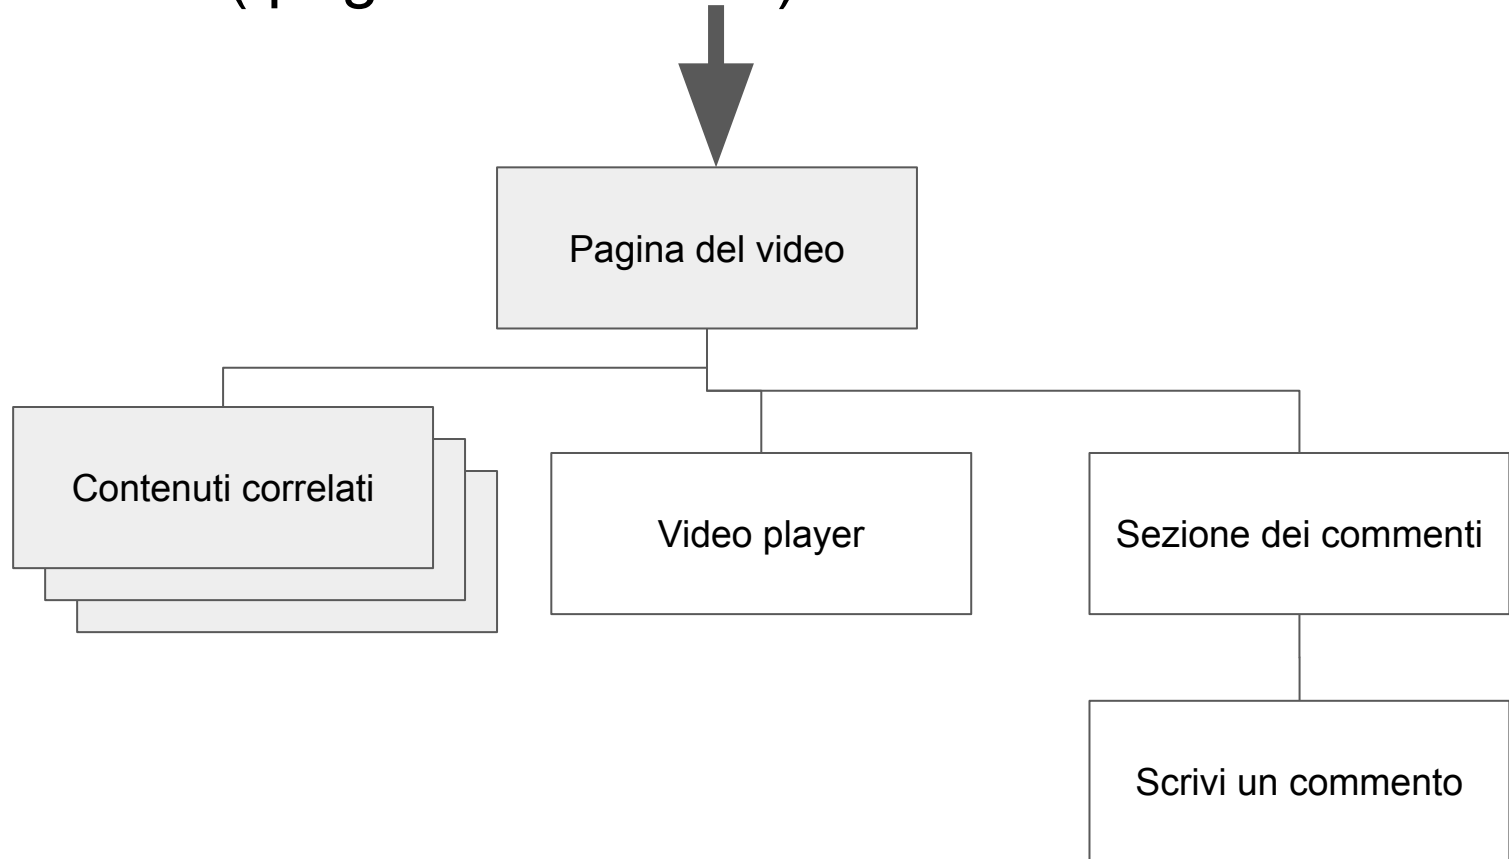 Pagina del video
Contenuti correlati
Video player
Sezione dei commenti
Scrivi un commento